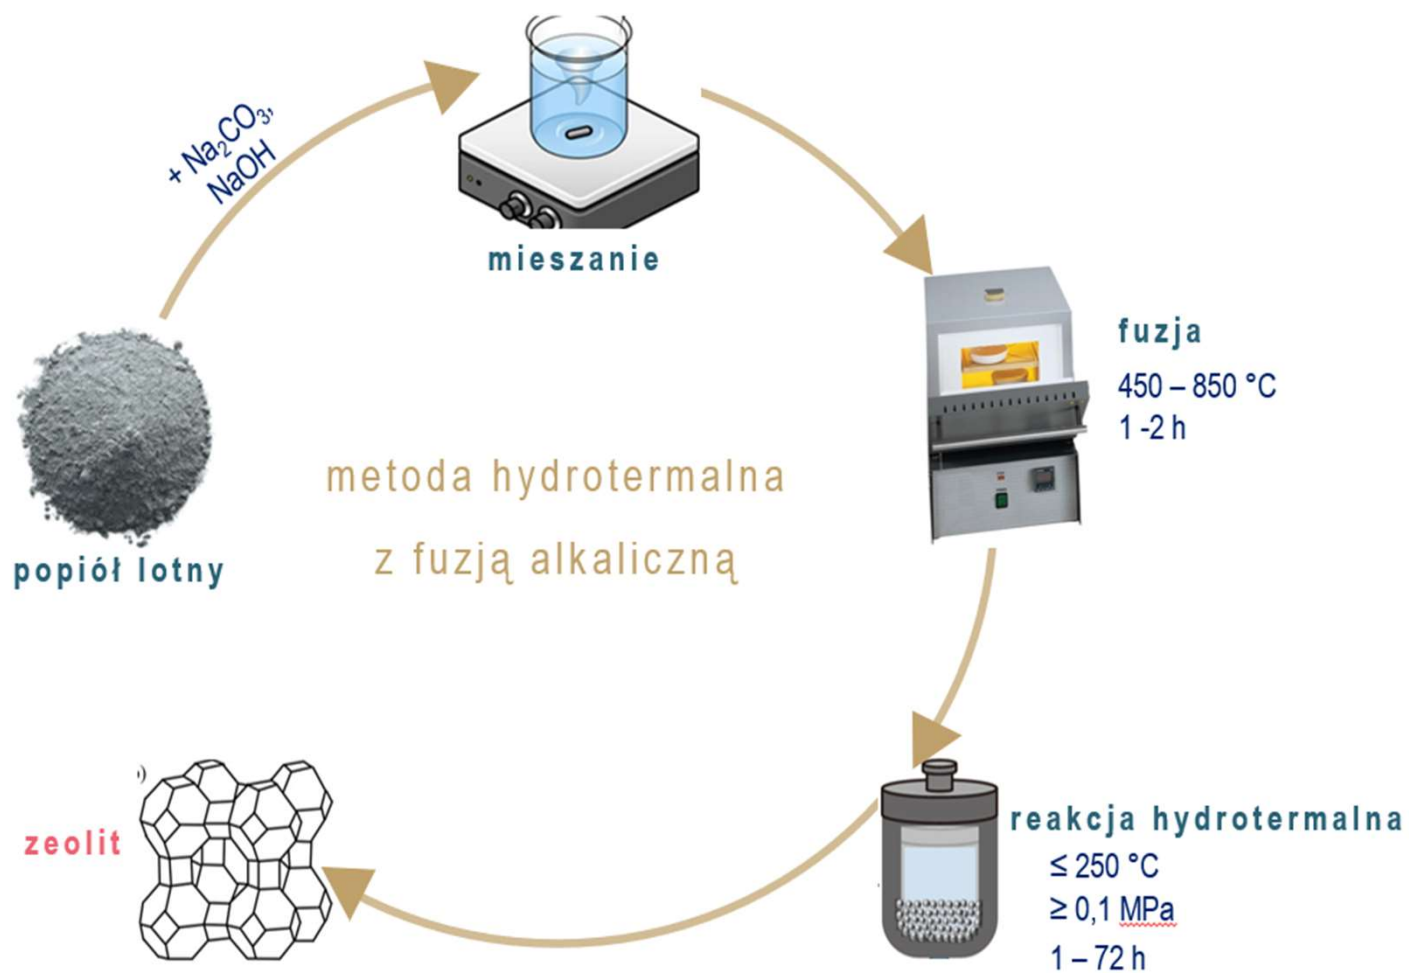 + Na₂CO₃,
NaOH
mieszanie
fuzja
450 – 850 °C
1 -2 h
metoda hydrotermalna
z fuzją alkaliczną
popiół lotny
)
zeolit
reakcja hydrotermalna
≤ 250 °C
≥ 0,1 MPa
1 – 72 h